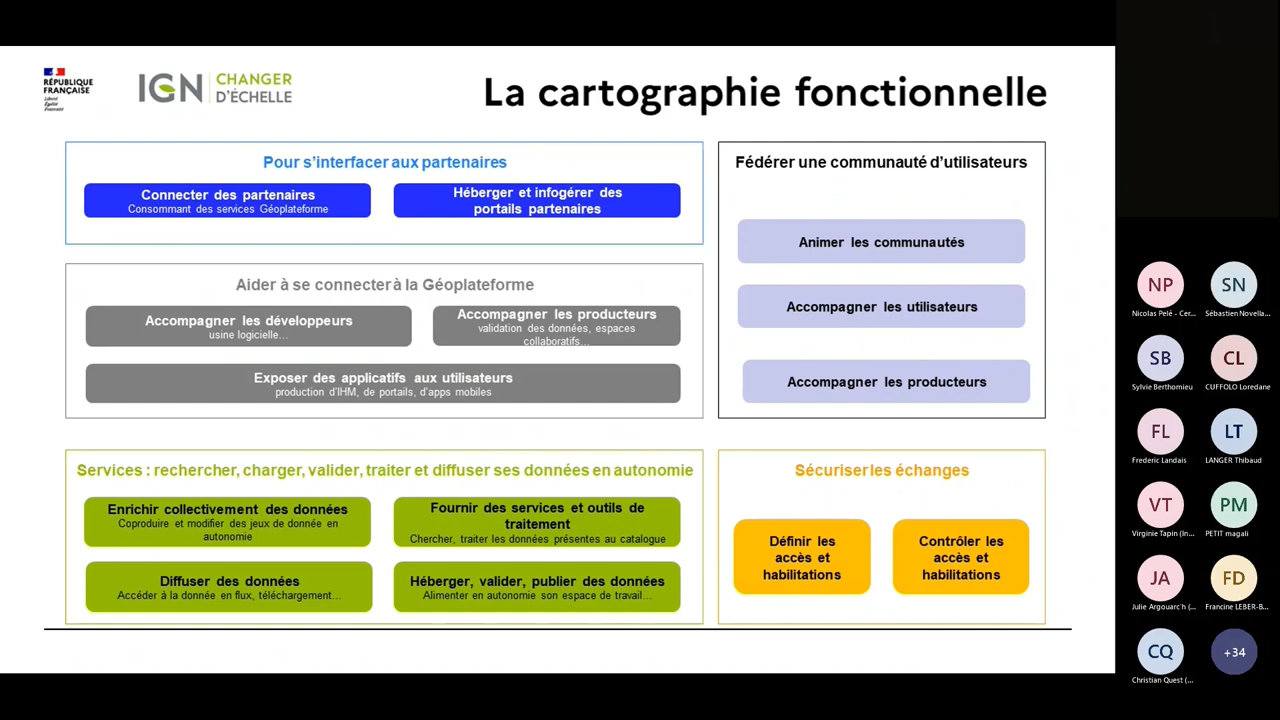 RÉPUBLIQUE
FRANÇAISE
Liberté
Égalité
Fraternité
IGN
CHANGER
D'ÉCHELLE
La cartographie fonctionnelle
Pour s'interfacer aux partenaires
Connecter des partenaires
Consommant des services Géoplateforme
Héberger et infogérer des
portails partenaires
Aider à se connecter à la Géoplateforme
Accompagner les développeurs
usine logicielle…
Accompagner les producteurs
validation des données, espaces
collaboratifs…
Exposer des applicatifs aux utilisateurs
production d'IHM, de portails, d'apps mobiles
Fédérer une communauté d'utilisateurs
Animer les communautés
Accompagner les utilisateurs
Accompagner les producteurs
Services : rechercher, charger, valider, traiter et diffuser ses données en autonomie
Enrichir collectivement des données
Coproduire et modifier des jeux de donnée en
autonomie
Fournir des services et outils de
traitement
Chercher, traiter les données présentes au catalogue
Diffuser des données
Accéder à la donnée en flux, téléchargement…
Héberger, valider, publier des données
Alimenter en autonomie son espace de travail…
Sécuriser les échanges
Définir les
accès et
habilitations
Contrôler les
accès et
habilitations
NP
Nicolas Pelé - Cer...
SN
Sébastien Novella...
SB
Sylvie Berthomieu
CL
CUFFOLO Loredane
FL
Frederic Landais
LT
LANGER Thibaud
VT
Virginie Tapin (In...
PM
PETIT magali
JA
Julie Argouarc'h (...
FD
Francine LEBER-B...
CQ
Christian Quest (...
+34